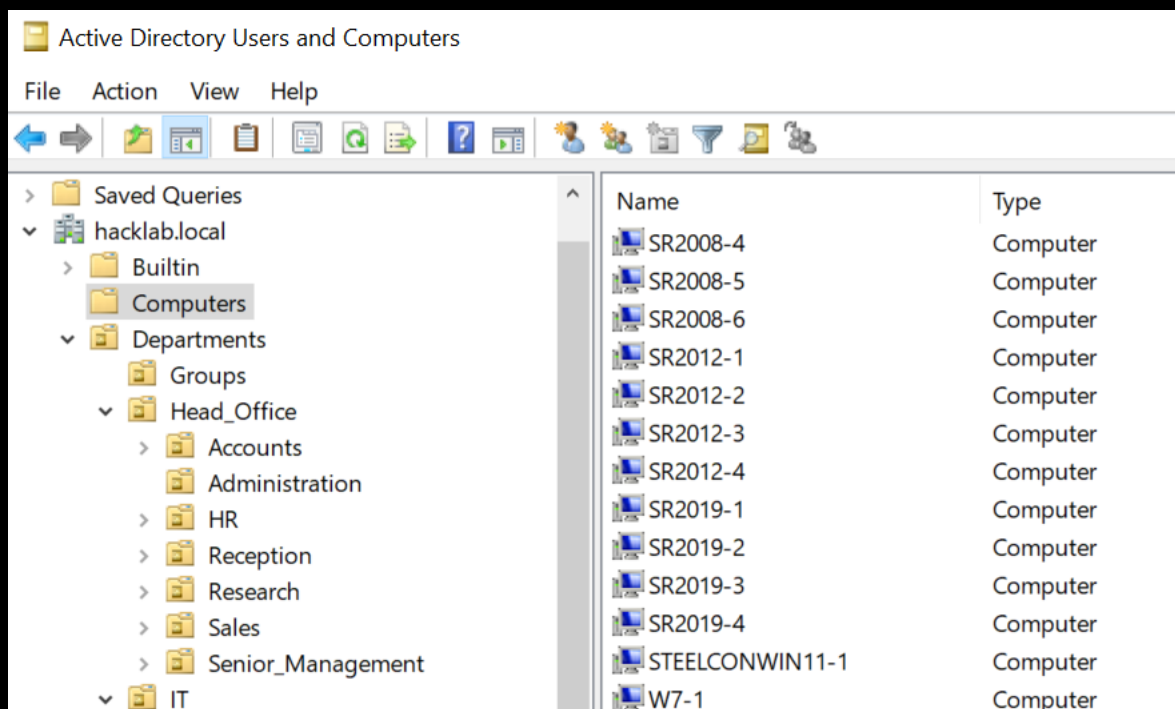 Active Directory Users and Computers
File Action View Help
Saved Queries
hacklab.local
Builtin
Computers
Departments
Groups
Head_Office
Accounts
Administration
HR
Reception
Research
Sales
Senior_Management
IT
Name Type
SR2008-4 Computer
SR2008-5 Computer
SR2008-6 Computer
SR2012-1 Computer
SR2012-2 Computer
SR2012-3 Computer
SR2012-4 Computer
SR2019-1 Computer
SR2019-2 Computer
SR2019-3 Computer
SR2019-4 Computer
STEELCONWIN11-1 Computer
W7-1 Computer